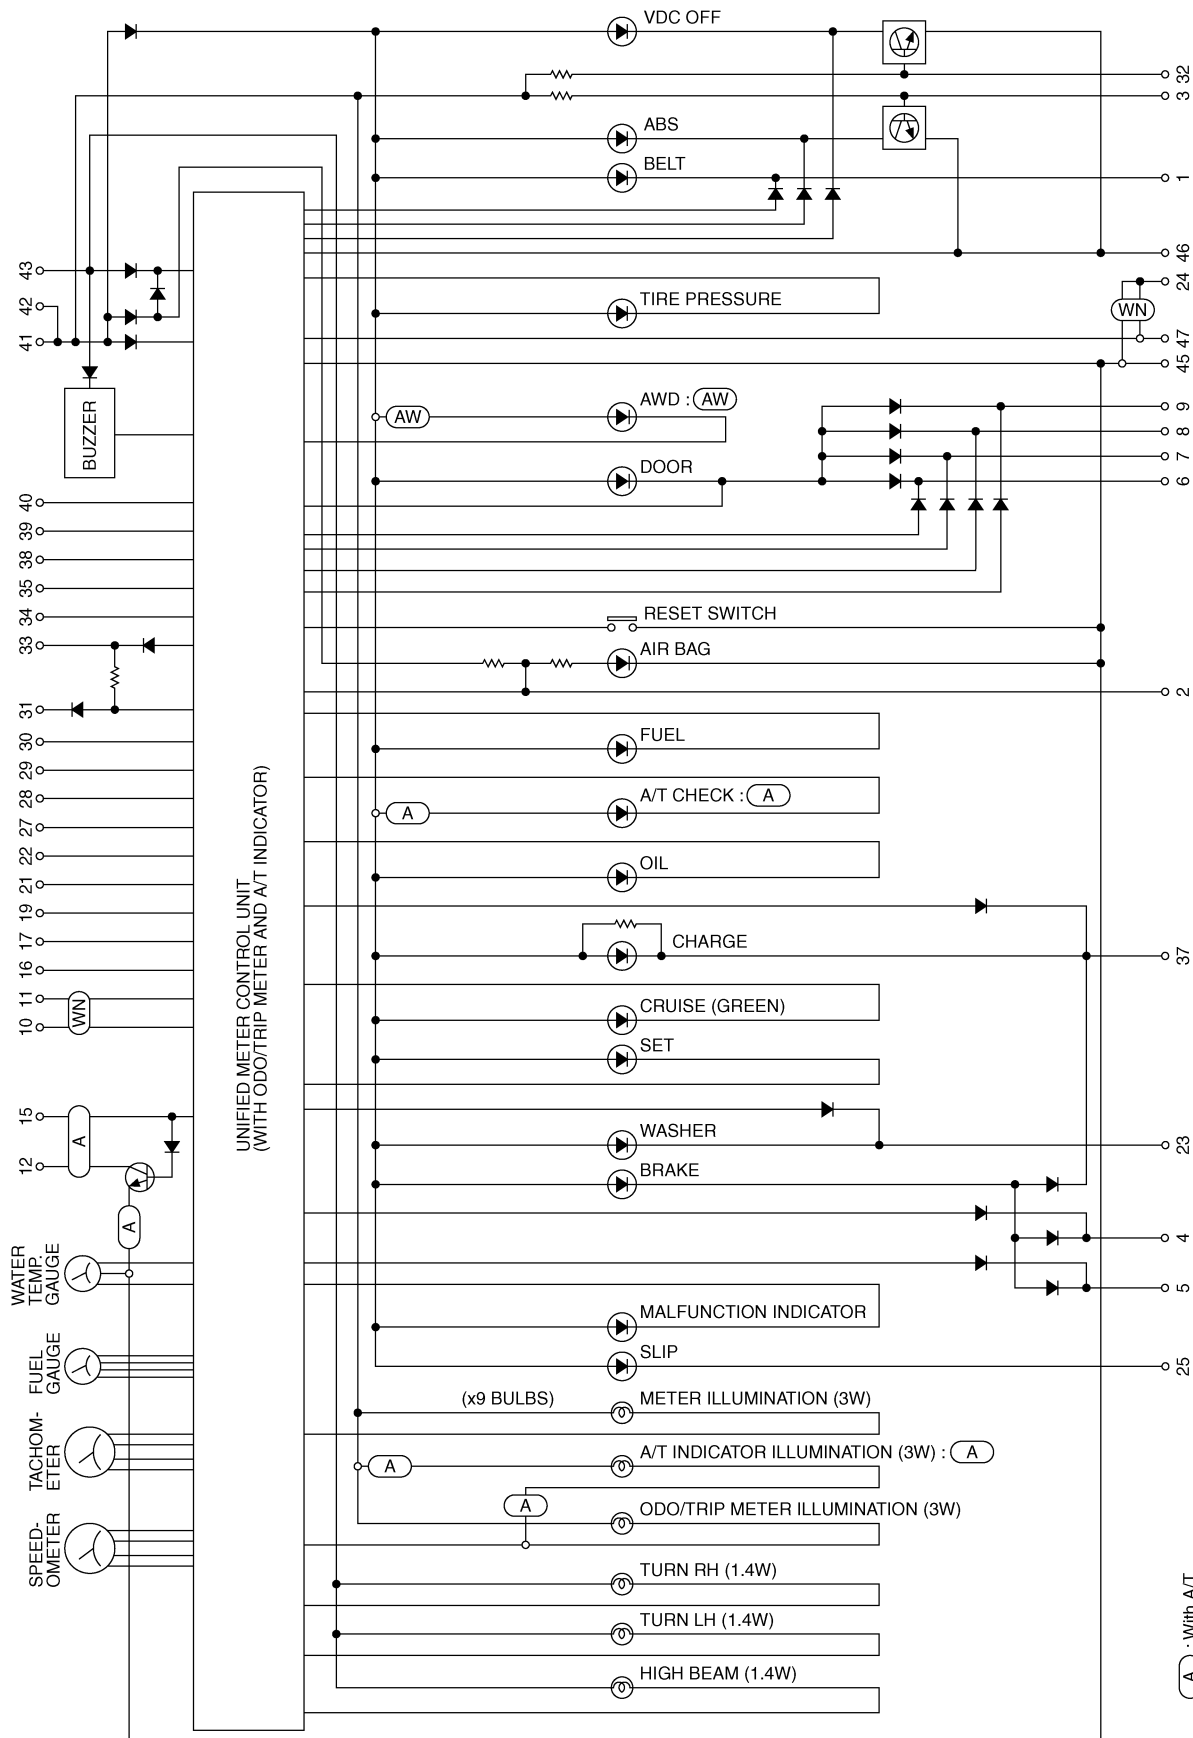 VDC OFF
32
3
ABS
BELT
1
46
43
42
41
24
TIRE PRESSURE
WN
47
45
BUZZER
AW
AWD : AW
9
8
7
6
DOOR
40
39
38
35
34
33
31
30
29
28
27
22
21
19
17
16
11
10
WN
RESET SWITCH
AIR BAG
2
FUEL
A
A/T CHECK : A
OIL
UNIFIED METER CONTROL UNIT
(WITH ODO/TRIP METER AND A/T INDICATOR)
CHARGE
37
CRUISE (GREEN)
SET
15
12
A
A
WASHER
23
BRAKE
4
5
WATER
TEMP.
GAUGE
MALFUNCTION INDICATOR
SLIP
25
FUEL
GAUGE
(x9 BULBS)
METER ILLUMINATION (3W)
TACHOM-
ETER
A
A/T INDICATOR ILLUMINATION (3W) : A
A
ODO/TRIP METER ILLUMINATION (3W)
SPEED-
OMETER
TURN RH (1.4W)
TURN LH (1.4W)
HIGH BEAM (1.4W)
A : With A/T